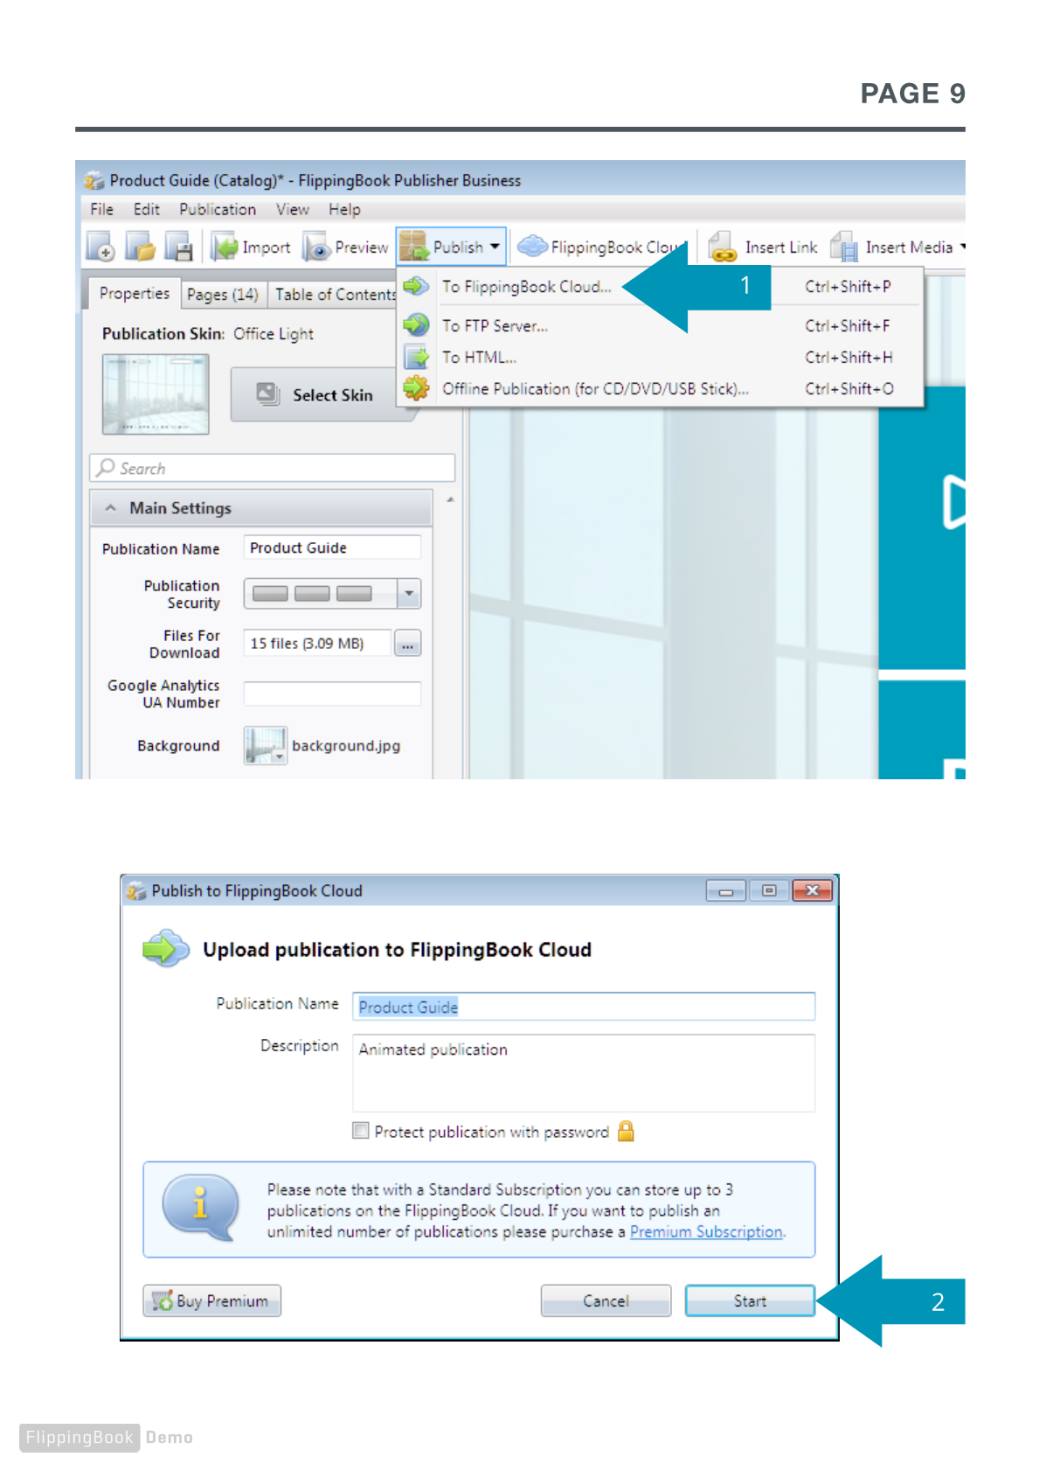 PAGE 9
Product Guide (Catalog)* - FlippingBook Publisher Business
File Edit Publication View Help
Import Preview Publish FlippingBook Cloud Insert Link Insert Media
Properties Pages (14) Table of Contents
To FlippingBook Cloud... 1 Ctrl+Shift+P
To FTP Server... Ctrl+Shift+F
To HTML... Ctrl+Shift+H
Offline Publication (for CD/DVD/USB Stick)... Ctrl+Shift+O
Publication Skin: Office Light
Select Skin
Search
Main Settings
Publication Name Product Guide
Publication
Security
Files For
Download 15 files (3.09 MB) ...
Google Analytics
UA Number
Background background.jpg
Publish to FlippingBook Cloud
Upload publication to FlippingBook Cloud
Publication Name Product Guide
Description Animated publication
Protect publication with password
Please note that with a Standard Subscription you can store up to 3
publications on the FlippingBook Cloud. If you want to publish an
unlimited number of publications please purchase a Premium Subscription.
Buy Premium Cancel Start 2
FlippingBook Demo